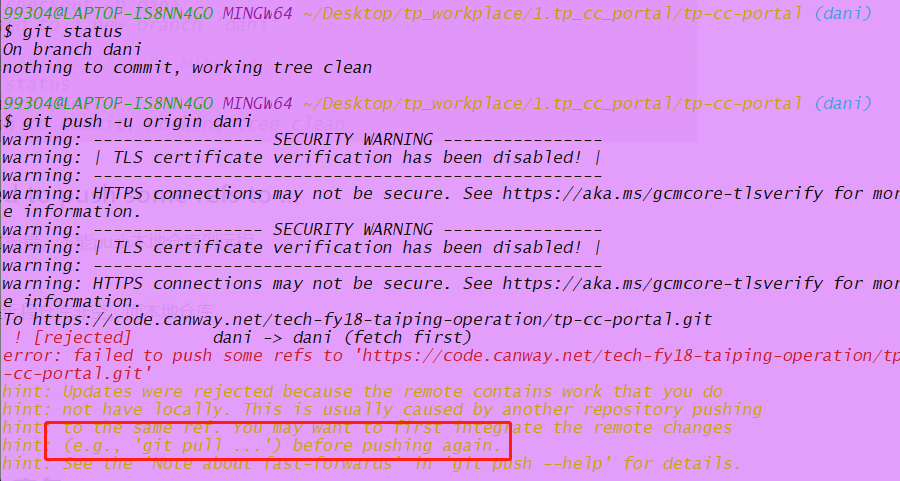 99304@LAPTOP-IS8NN4GO MINGW64 ~/Desktop/tp_workplace/1.tp_cc_portal/tp-cc-portal (dani)
$ git status
On branch dani
nothing to commit, working tree clean
99304@LAPTOP-IS8NN4GO MINGW64 ~/Desktop/tp_workplace/1.tp_cc_portal/tp-cc-portal (dani)
$ git push -u origin dani
warning: ----------------- SECURITY WARNING ----------------
warning: | TLS certificate verification has been disabled! |
warning: ---------------------------------------------------
warning: HTTPS connections may not be secure. See https://aka.ms/gcmcore-tlsverify for mor
e information.
warning: ----------------- SECURITY WARNING ----------------
warning: | TLS certificate verification has been disabled! |
warning: ---------------------------------------------------
warning: HTTPS connections may not be secure. See https://aka.ms/gcmcore-tlsverify for mor
e information.
To https://code.canway.net/tech-fy18-taiping-operation/tp-cc-portal.git
! [rejected] dani -> dani (fetch first)
error: failed to push some refs to 'https://code.canway.net/tech-fy18-taiping-operation/tp
-cc-portal.git'
hint: Updates were rejected because the remote contains work that you do
hint: not have locally. This is usually caused by another repository pushing
hint: to the same ref. You may want to first integrate the remote changes
hint: (e.g., 'git pull ...') before pushing again.
hint: See the 'Note about fast-forwards' in 'git push --help' for details.